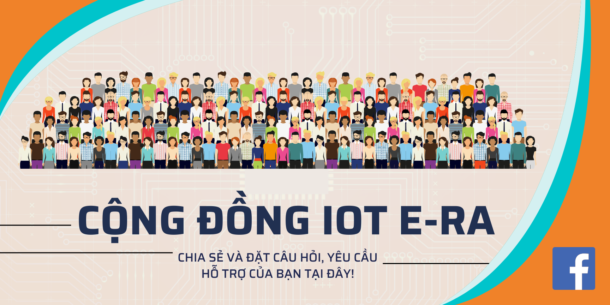 CỘNG ĐỒNG IOT E-RA
CHIA SẺ VÀ ĐẶT CÂU HỎI, YÊU CẦU
HỖ TRỢ CỦA BẠN TẠI ĐÂY!
f